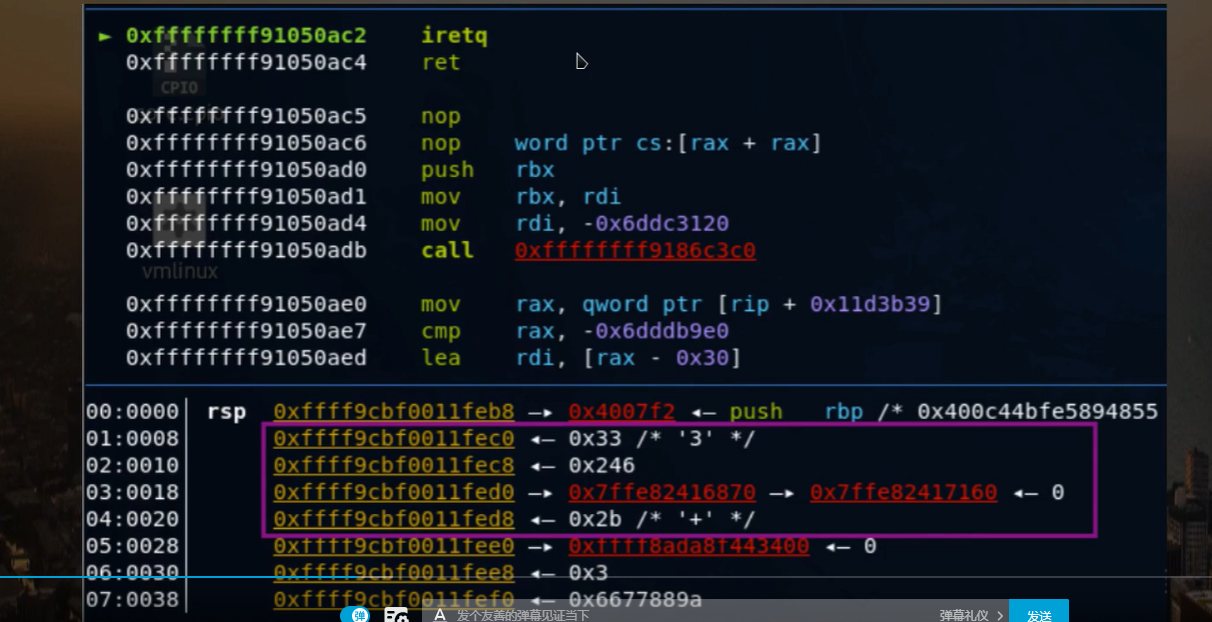 ► 0xffffffff91050ac2 iretq
0xffffffff91050ac4 ret
CPIO
0xffffffff91050ac5 nop
0xffffffff91050ac6 nop word ptr cs:[rax + rax]
0xffffffff91050ad0 push rbx
0xffffffff91050ad1 mov rbx, rdi
0xffffffff91050ad4 mov rdi, -0x6ddc3120
0xffffffff91050adb call 0xffffffff9186c3c0
vmlinux
0xffffffff91050ae0 mov rax, qword ptr [rip + 0x11d3b39]
0xffffffff91050ae7 cmp rax, -0x6dddb9e0
0xffffffff91050aed lea rdi, [rax - 0x30]
00:0000│ rsp 0xffff9cbf0011feb8 —▸ 0x4007f2 ◂— push rbp /* 0x400c44bfe5894855
01:0008│ 0xffff9cbf0011fec0 ◂— 0x33 /* '3' */
02:0010│ 0xffff9cbf0011fec8 ◂— 0x246
03:0018│ 0xffff9cbf0011fed0 —▸ 0x7ffe82416870 —▸ 0x7ffe82417160 ◂— 0
04:0020│ 0xffff9cbf0011fed8 ◂— 0x2b /* '+' */
05:0028│ 0xffff9cbf0011fee0 —▸ 0xffff8ada8f443400 ◂— 0
06:0030│ 0xffff9cbf0011fee8 ◂— 0x3
07:0038│ 0xffff9cbf0011fef0 ◂— 0x6677889a
弹 A 发个友善的弹幕见证当下 弹幕礼仪 > 发送